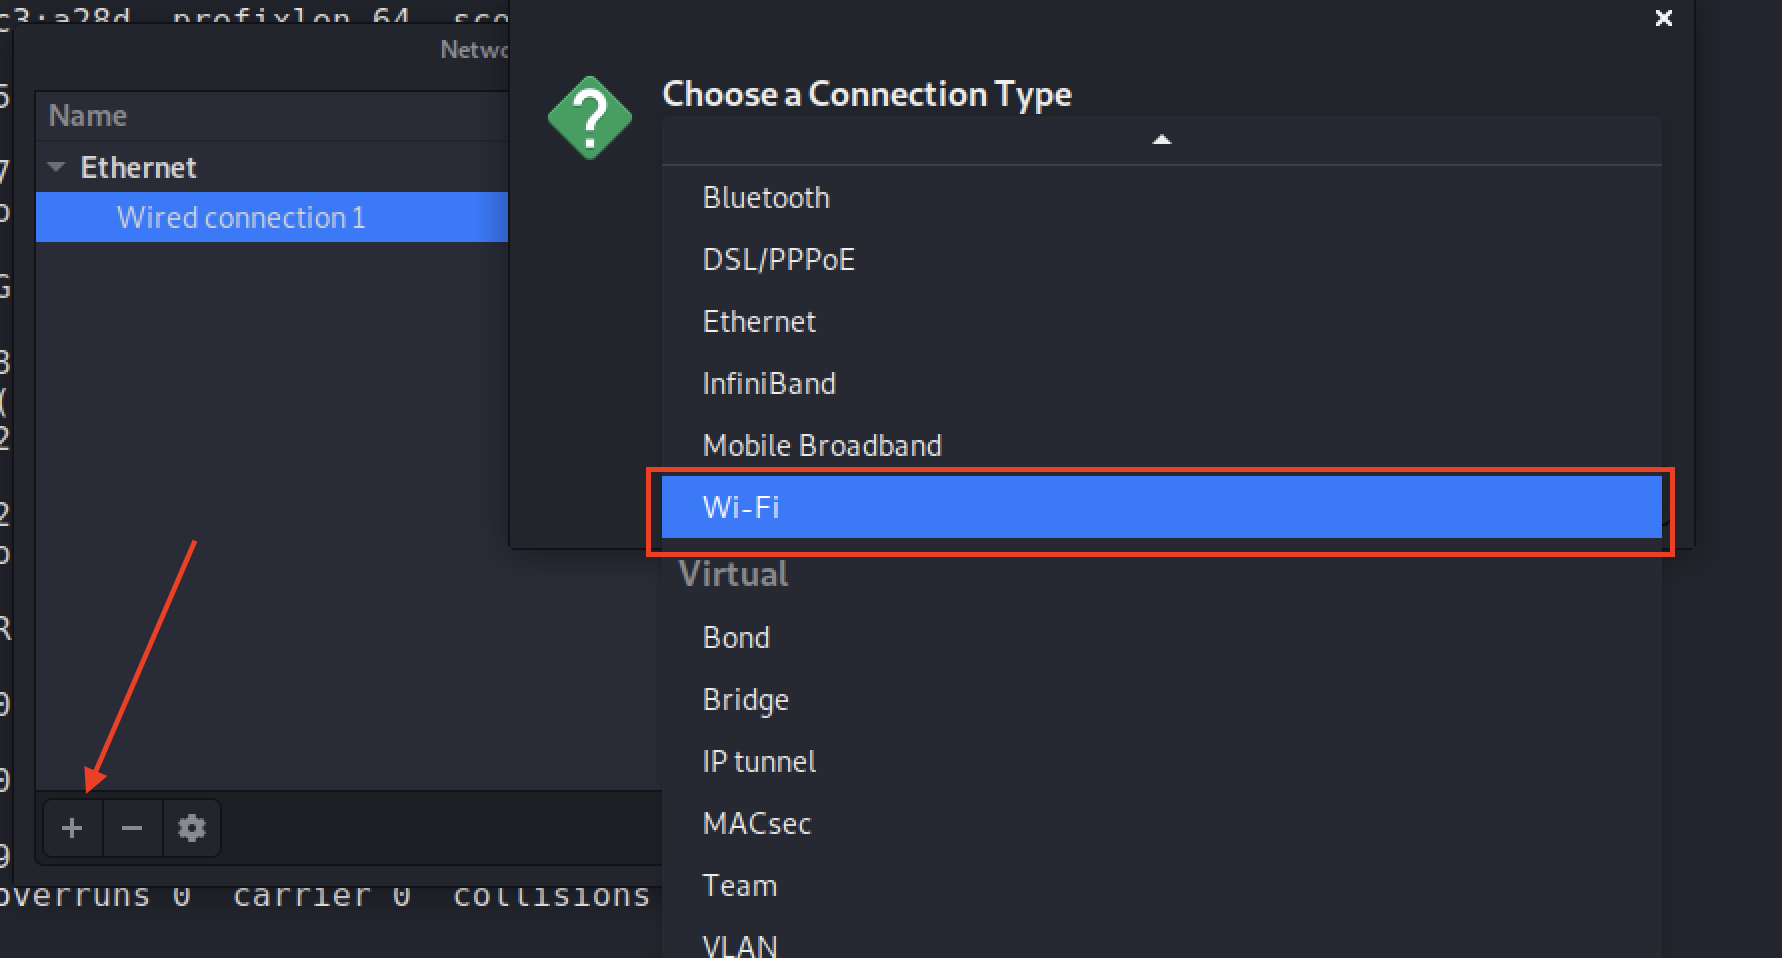 c3:a28d prefixlen 64 sco
Netwo
Choose a Connection Type
Name
Ethernet
Wired connection 1
Bluetooth
DSL/PPPoE
Ethernet
InfiniBand
Mobile Broadband
Wi-Fi
Virtual
Bond
Bridge
IP tunnel
MACsec
Team
VLAN
overruns 0 carrier 0 collisions